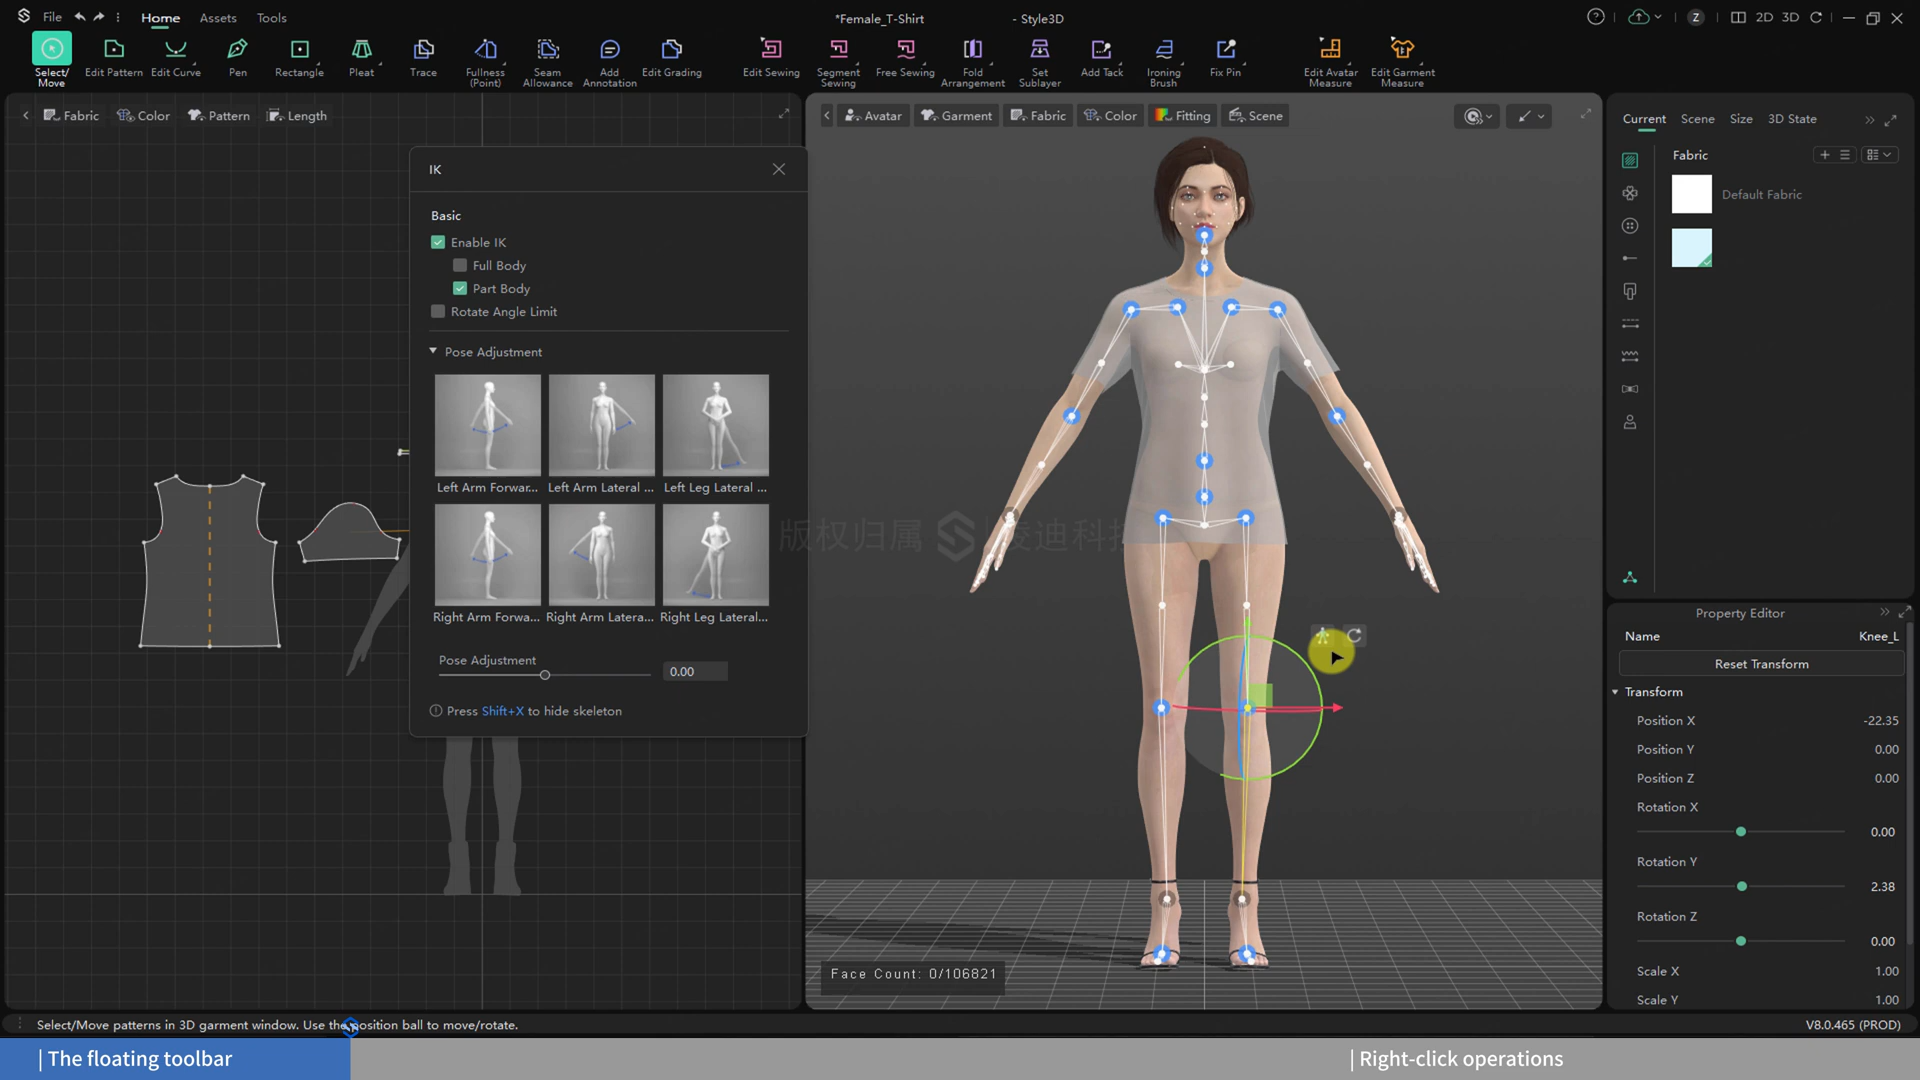 File
Home
Assets
Tools
*Female_T-Shirt
- Style3D
Z
2D
3D
Select/
Move
Edit Pattern
Edit Curve
Pen
Rectangle
Pleat
Trace
Fullness
(Point)
Seam
Allowance
Add
Annotation
Edit Grading
Edit Sewing
Segment
Sewing
Free Sewing
Fold
Arrangement
Set
Sublayer
Add Tack
Ironing
Brush
Fix Pin
Edit Avatar
Measure
Edit Garment
Measure
Fabric
Color
Pattern
Length
Avatar
Garment
Fabric
Color
Fitting
Scene
Current
Scene
Size
3D State
Fabric
Default Fabric
IK
Basic
Enable IK
Full Body
Part Body
Rotate Angle Limit
Pose Adjustment
Left Arm Forwar...
Left Arm Lateral ...
Left Leg Lateral ...
Right Arm Forwa...
Right Arm Latera...
Right Leg Lateral...
Pose Adjustment
0.00
Press Shift+X to hide skeleton
版权归属
凌迪科技
Face Count: 0/106821
Property Editor
Name
Knee_L
Reset Transform
Transform
Position X
-22.35
Position Y
0.00
Position Z
0.00
Rotation X
0.00
Rotation Y
2.38
Rotation Z
0.00
Scale X
1.00
Scale Y
1.00
Select/Move patterns in 3D garment window. Use the position ball to move/rotate.
V8.0.465 (PROD)
| The floating toolbar
| Right-click operations